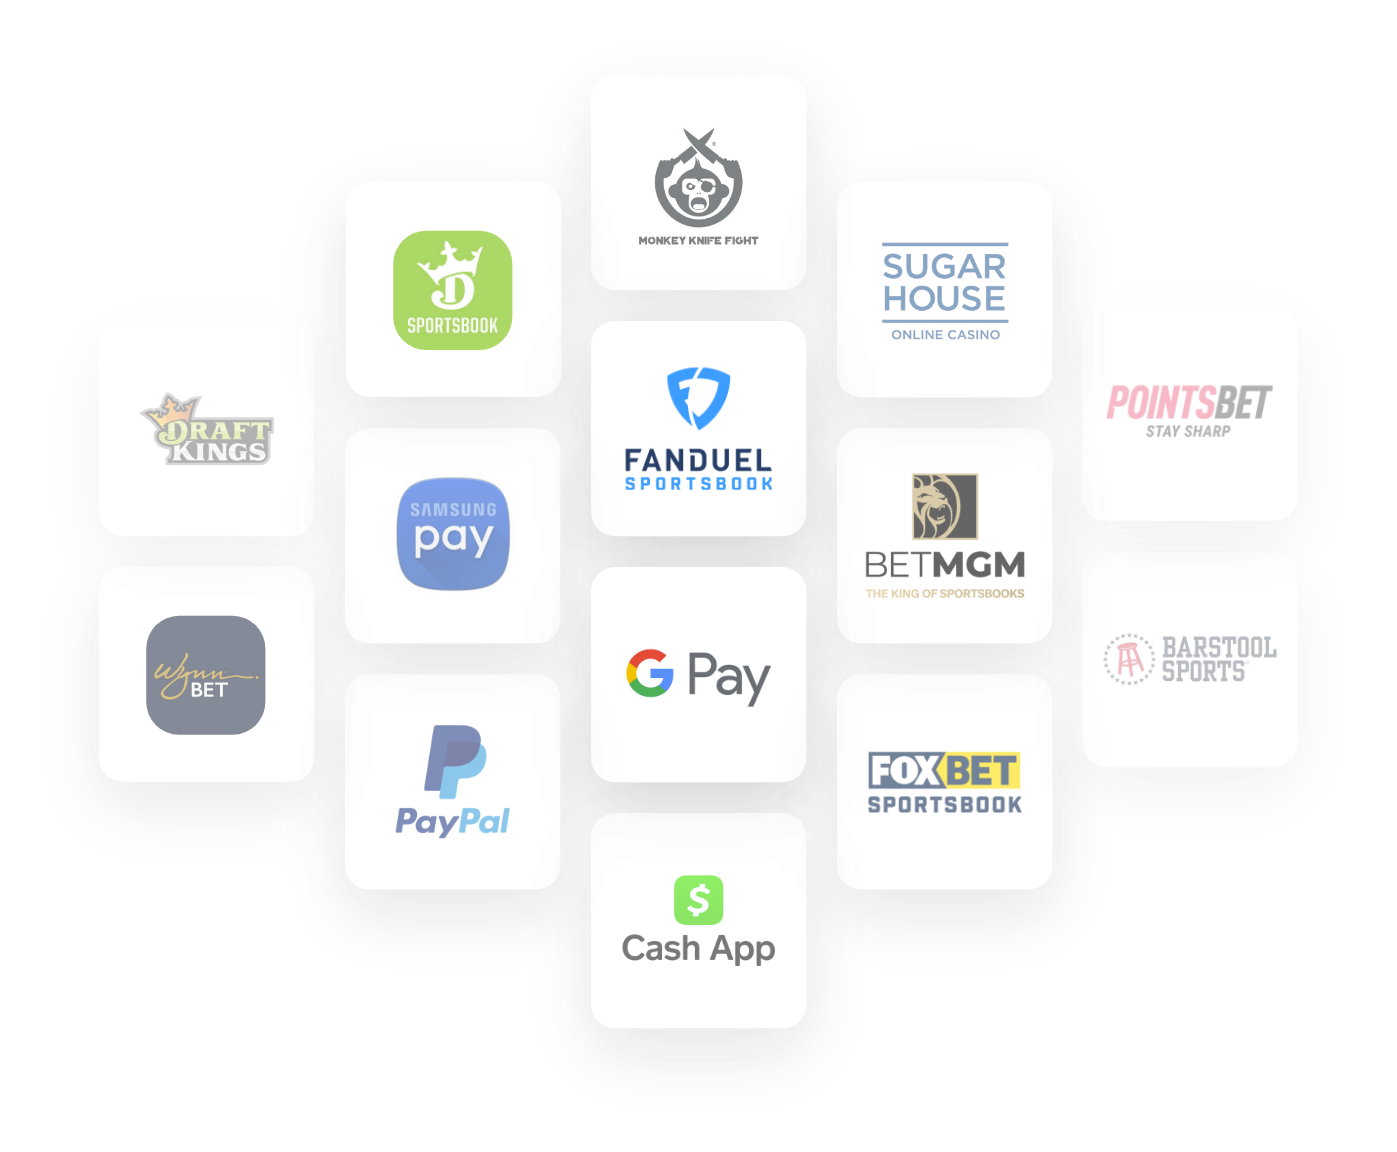 MONKEY KNIFE FIGHT
D
SPORTSBOOK
SUGAR
HOUSE
ONLINE CASINO
DRAFT
KINGS
FANDUEL
SPORTSBOOK
POINTSBET
STAY SHARP
SAMSUNG
pay
BETMGM
THE KING OF SPORTSBOOKS
Wynn
BET
G Pay
BARSTOOL
SPORTS
PayPal
FOXBET
SPORTSBOOK
$
Cash App